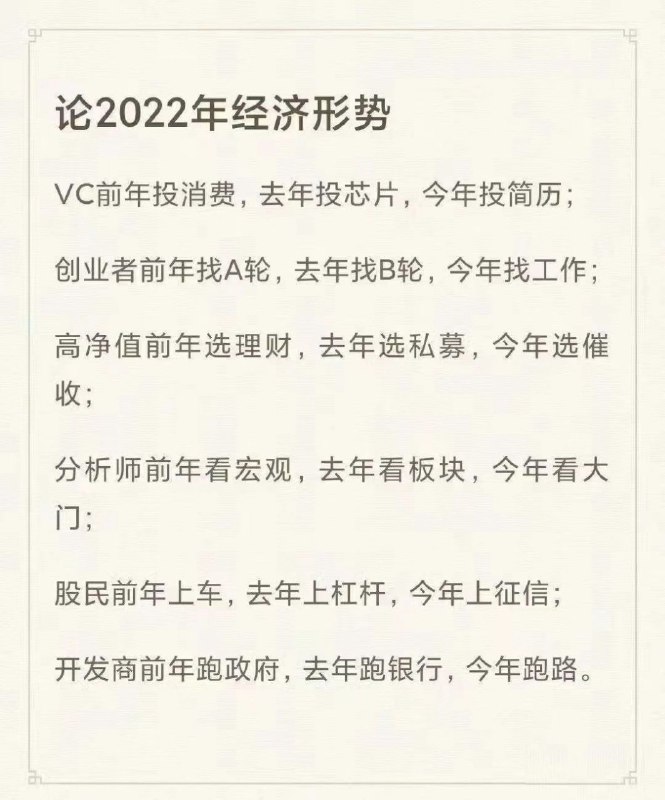 论2022年经济形势
VC前年投消费，去年投芯片，今年投简历；
创业者前年找A轮，去年找B轮，今年找工作；
高净值前年选理财，去年选私募，今年选催
收；
分析师前年看宏观，去年看板块，今年看大
门；
股民前年上车，去年上杠杆，今年上征信；
开发商前年跑政府，去年跑银行，今年跑路。